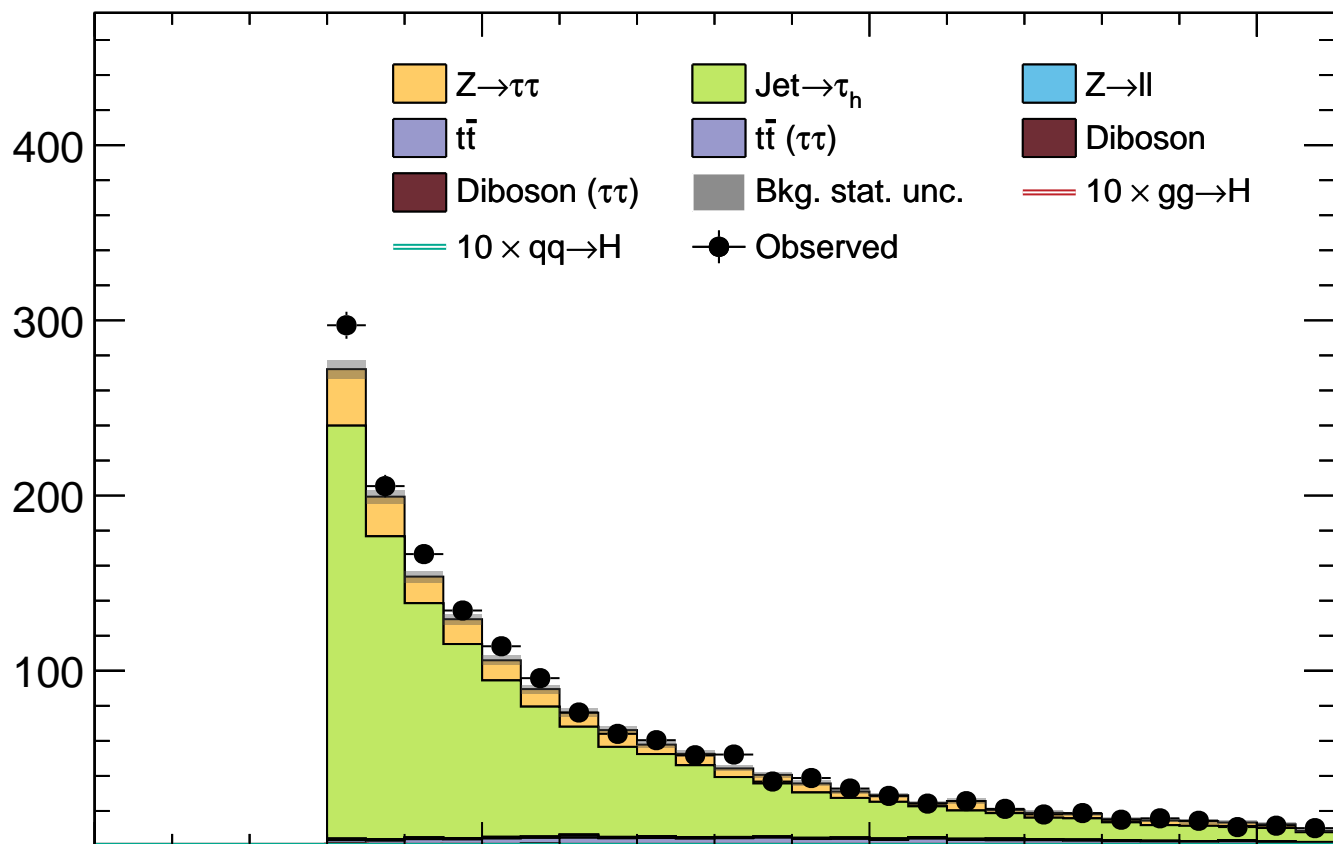 Z→ττ Jet→τh Z→ll
tt̄ tt̄ (ττ) Diboson
Diboson (ττ) Bkg. stat. unc. 10 × gg→H
10 × qq→H Observed
400
300
200
100